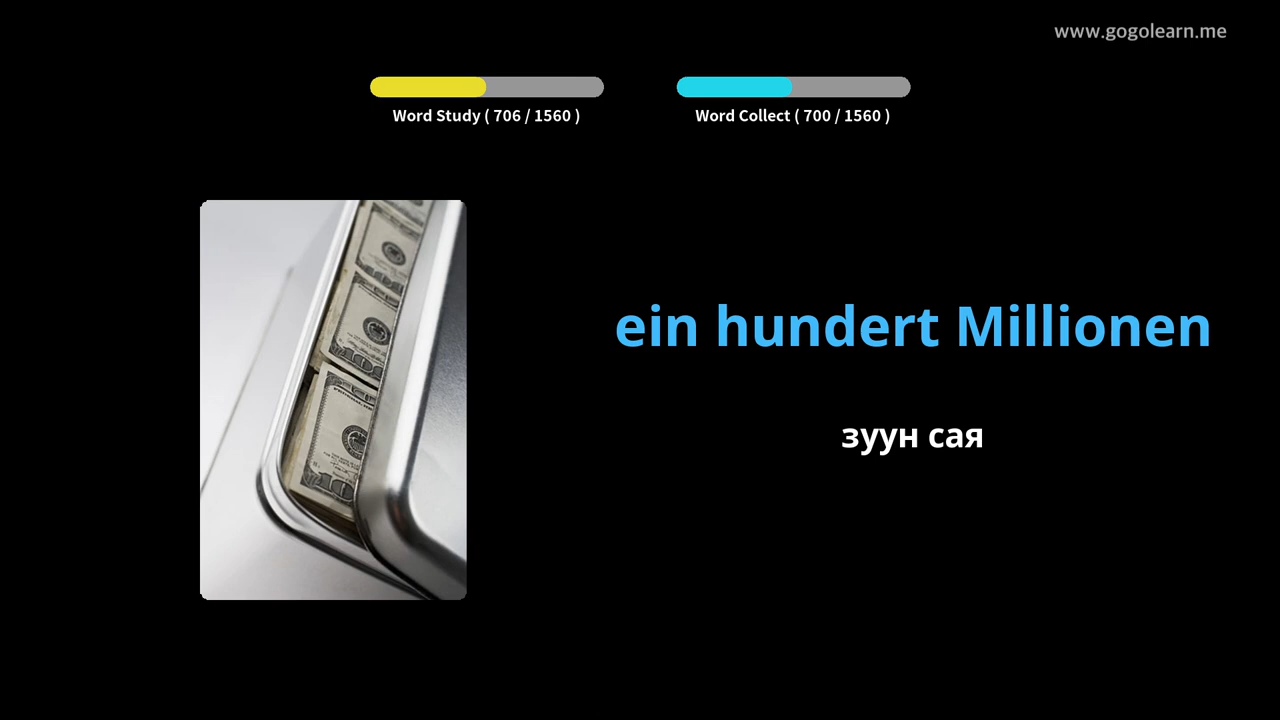 www.gogolearn.me
Word Study ( 706 / 1560 )
Word Collect ( 700 / 1560 )
ein hundert Millionen
зуун сая